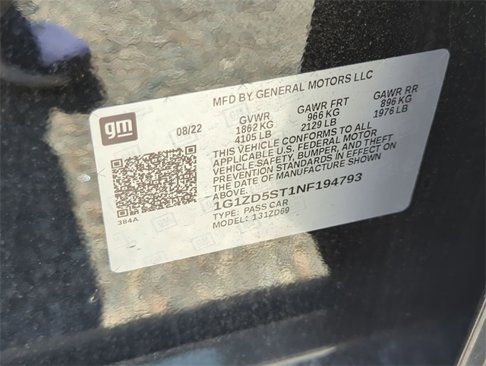 MFD BY GENERAL MOTORS LLC
gm
08/22
GVWR GAWR FRT GAWR RR
1862 KG 966 KG 896 KG
4105 LB 2129 LB 1976 LB
THIS VEHICLE CONFORMS TO ALL
APPLICABLE U.S. FEDERAL MOTOR
VEHICLE SAFETY, BUMPER, AND THEFT
PREVENTION STANDARDS IN EFFECT ON
THE DATE OF MANUFACTURE SHOWN
ABOVE.
1G1ZD5ST1NF194793
TYPE: PASS CAR
MODEL: 131ZD69
384A